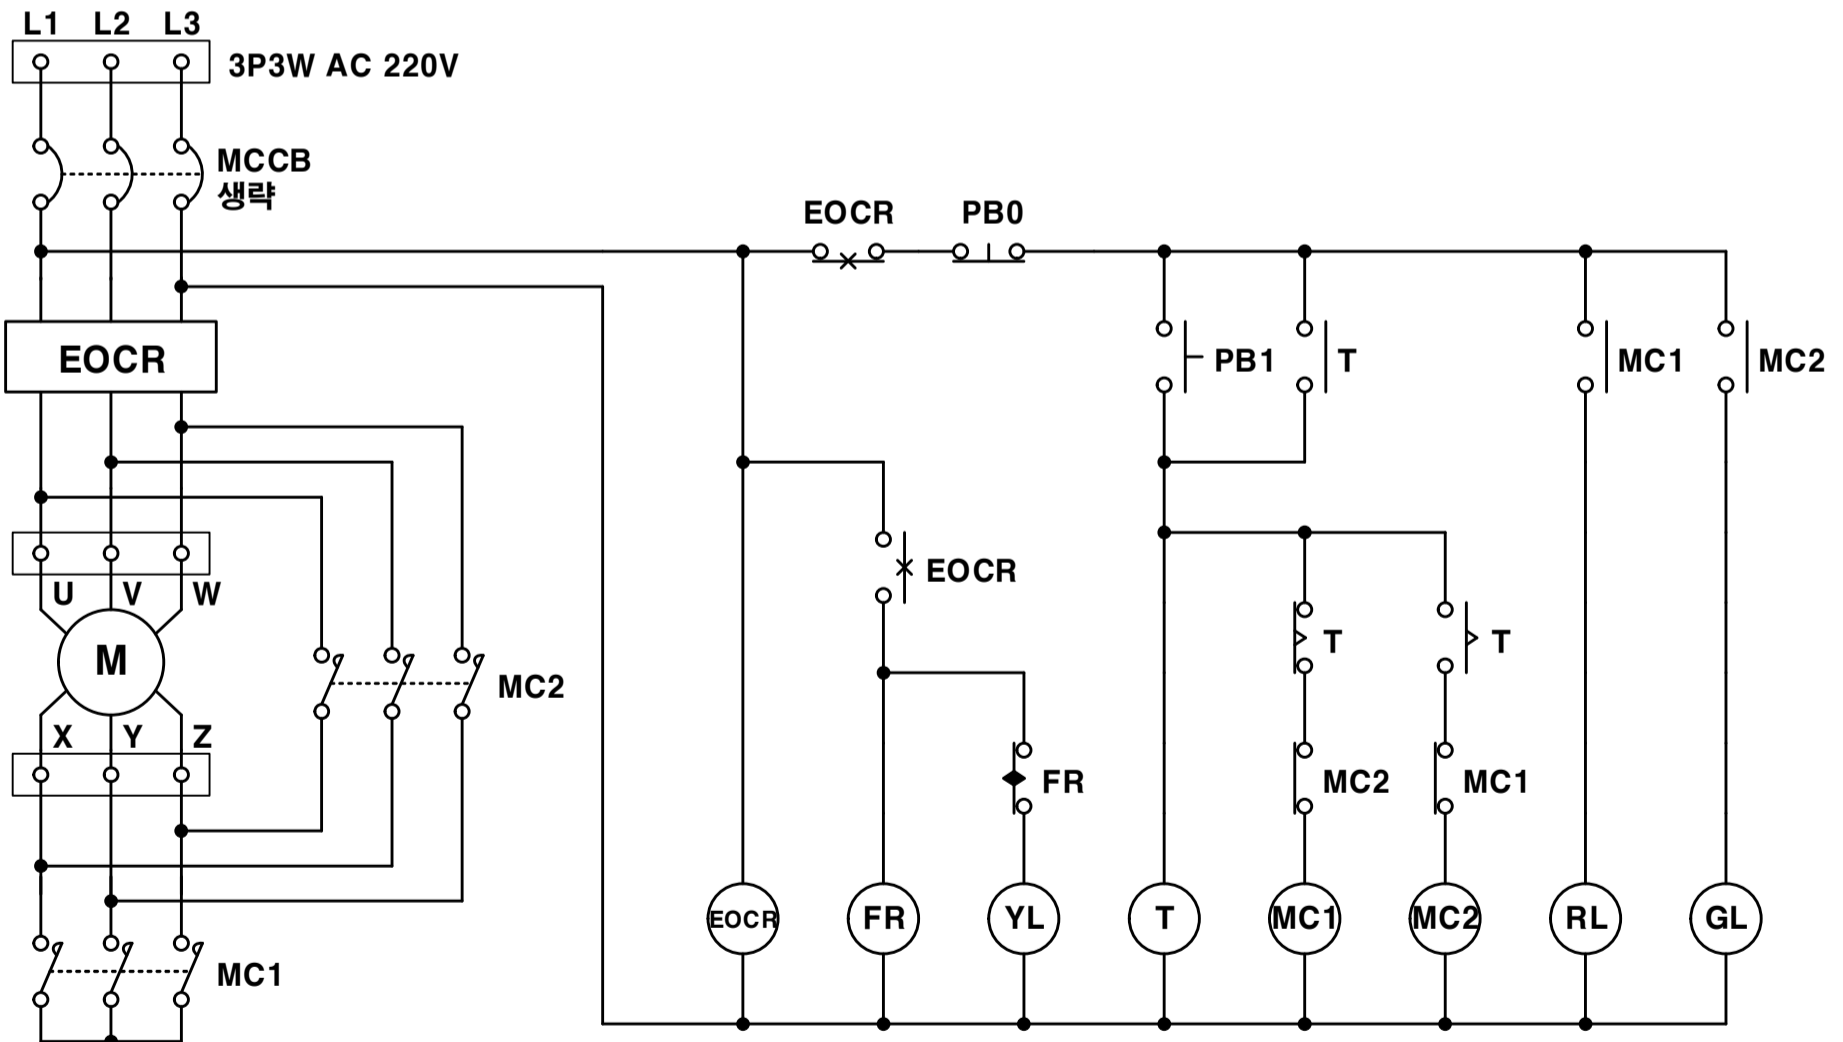 L1 L2 L3
3P3W AC 220V
MCCB
생략
EOCR PB0
EOCR
PB1 T MC1 MC2
EOCR
U V W
T T
M
MC2
X Y Z
FR MC2 MC1
EOCR FR YL T MC1 MC2 RL GL
MC1